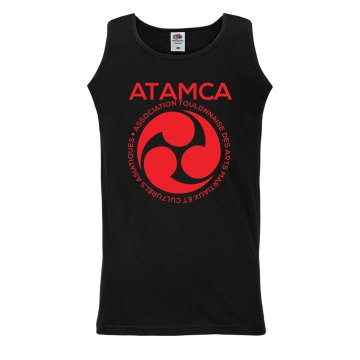 ATAMCA
• ASSOCIATION TOULONNAISE DES ARTS MARTIAUX ET CULTURELS ASIATIQUES